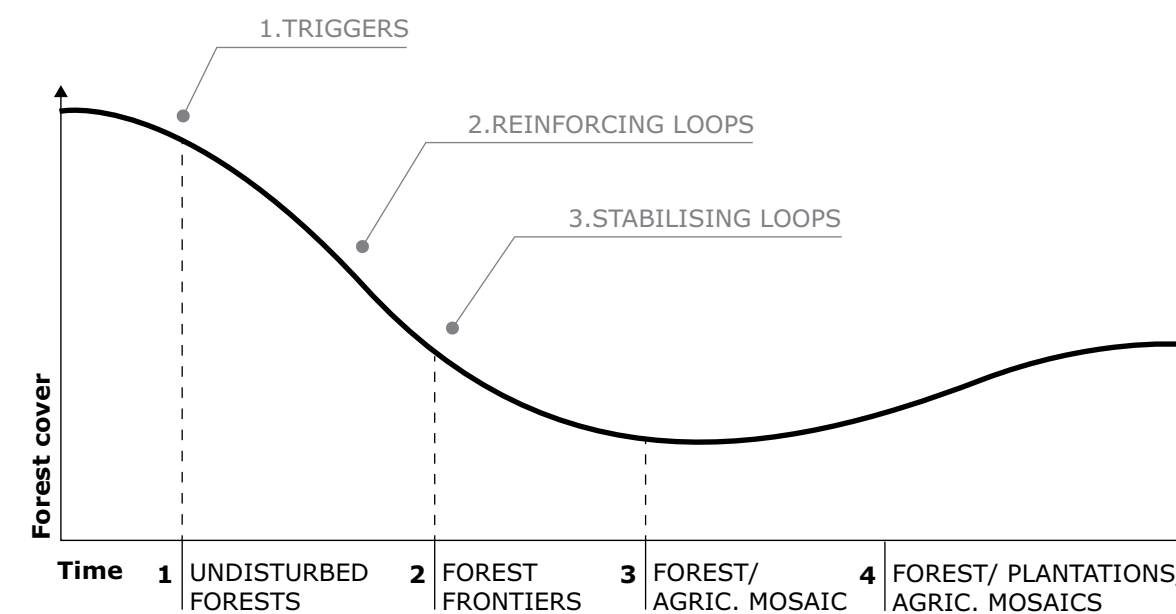 1.TRIGGERS
2.REINFORCING LOOPS
3.STABILISING LOOPS
Forest cover
Time
1 UNDISTURBED
FORESTS
2 FOREST
FRONTIERS
3 FOREST/
AGRIC. MOSAIC
4 FOREST/ PLANTATIONS/
AGRIC. MOSAICS